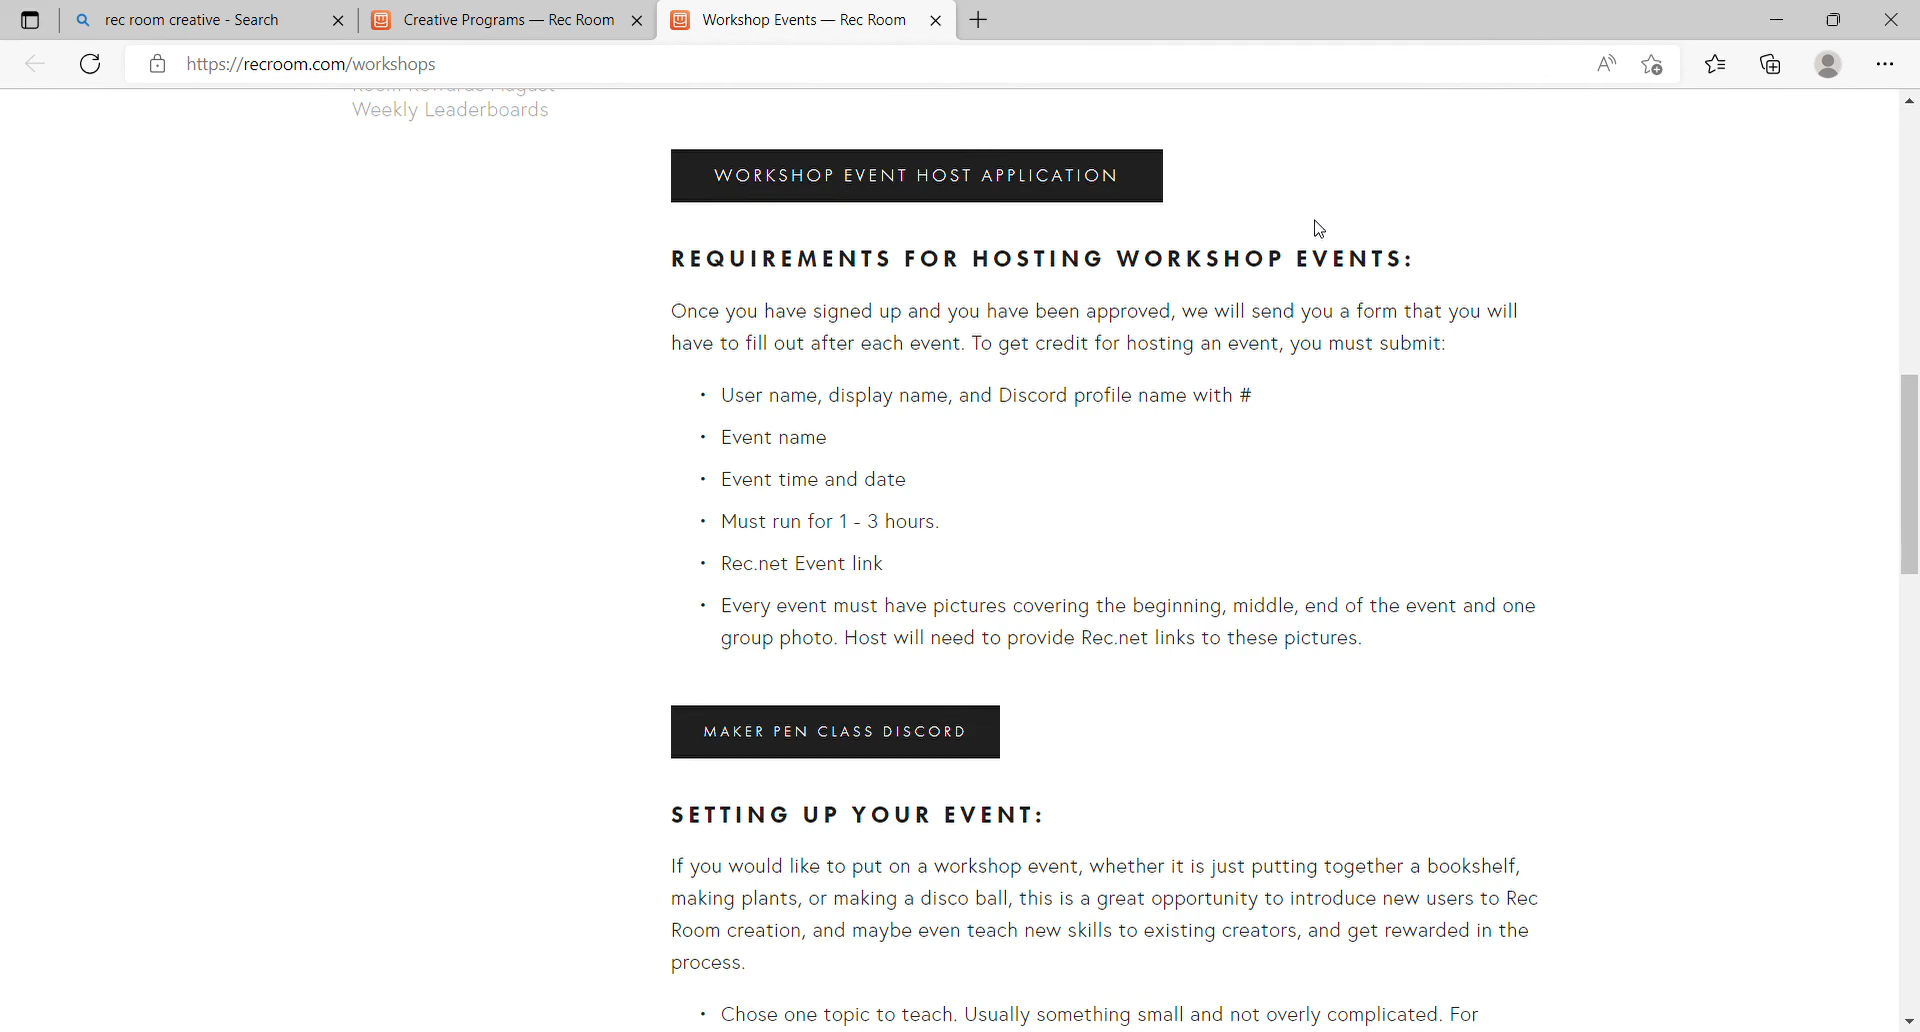 rec room creative - Search
Creative Programs — Rec Room
Workshop Events — Rec Room
https://recroom.com/workshops
Weekly Leaderboards
WORKSHOP EVENT HOST APPLICATION
REQUIREMENTS FOR HOSTING WORKSHOP EVENTS:
Once you have signed up and you have been approved, we will send you a form that you will
have to fill out after each event. To get credit for hosting an event, you must submit:
• User name, display name, and Discord profile name with #
• Event name
• Event time and date
• Must run for 1 - 3 hours.
• Rec.net Event link
• Every event must have pictures covering the beginning, middle, end of the event and one
group photo. Host will need to provide Rec.net links to these pictures.
MAKER PEN CLASS DISCORD
SETTING UP YOUR EVENT:
If you would like to put on a workshop event, whether it is just putting together a bookshelf,
making plants, or making a disco ball, this is a great opportunity to introduce new users to Rec
Room creation, and maybe even teach new skills to existing creators, and get rewarded in the
process.
• Chose one topic to teach. Usually something small and not overly complicated. For